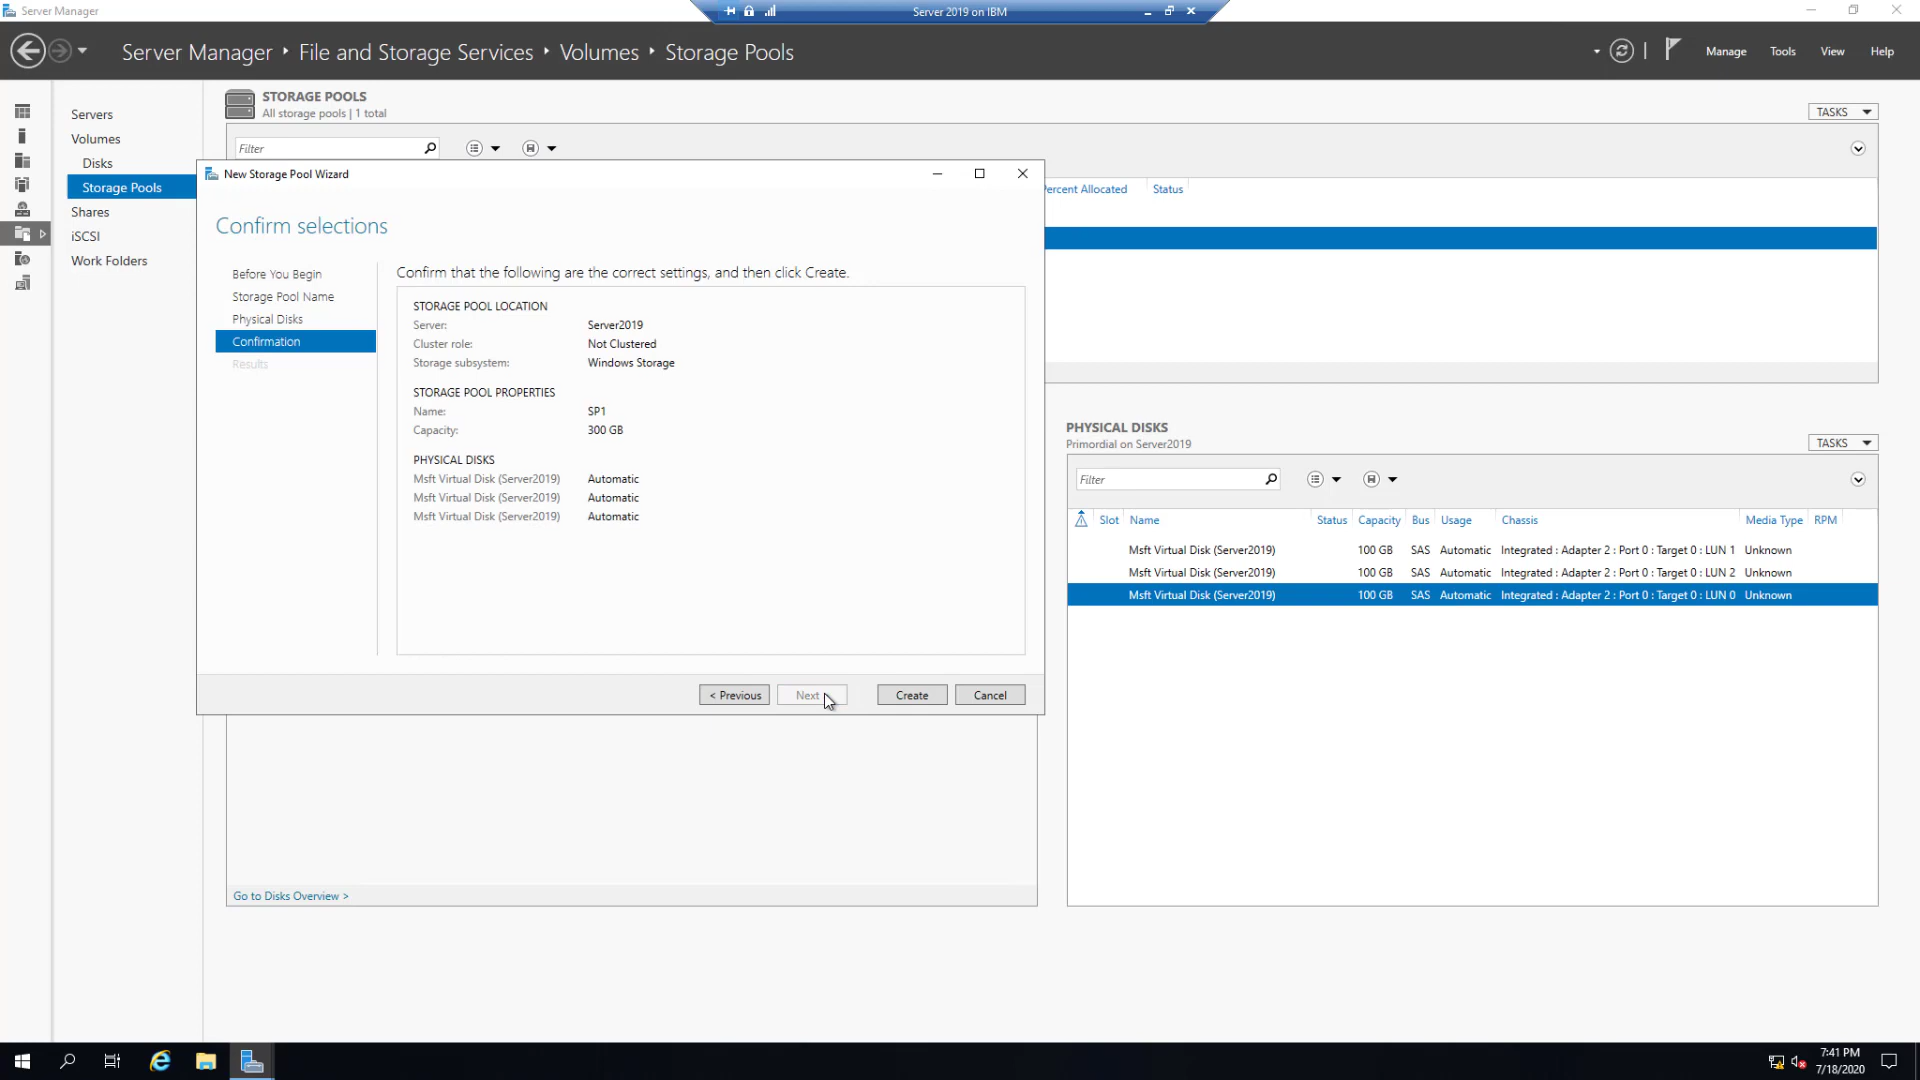 Server Manager
Server 2019 on IBM
Server Manager • File and Storage Services • Volumes • Storage Pools
Manage
Tools
View
Help
Servers
Volumes
Disks
Storage Pools
Shares
iSCSI
Work Folders
STORAGE POOLS
All storage pools | 1 total
TASKS
Filter
Percent Allocated
Status
New Storage Pool Wizard
Confirm selections
Before You Begin
Storage Pool Name
Physical Disks
Confirmation
Results
Confirm that the following are the correct settings, and then click Create.
STORAGE POOL LOCATION
Server: Server2019
Cluster role: Not Clustered
Storage subsystem: Windows Storage
STORAGE POOL PROPERTIES
Name: SP1
Capacity: 300 GB
PHYSICAL DISKS
Msft Virtual Disk (Server2019) Automatic
Msft Virtual Disk (Server2019) Automatic
Msft Virtual Disk (Server2019) Automatic
< Previous
Next
Create
Cancel
Go to Disks Overview >
PHYSICAL DISKS
Primordial on Server2019
TASKS
Filter
Slot Name Status Capacity Bus Usage Chassis Media Type RPM
Msft Virtual Disk (Server2019) 100 GB SAS Automatic Integrated : Adapter 2 : Port 0 : Target 0 : LUN 1 Unknown
Msft Virtual Disk (Server2019) 100 GB SAS Automatic Integrated : Adapter 2 : Port 0 : Target 0 : LUN 2 Unknown
Msft Virtual Disk (Server2019) 100 GB SAS Automatic Integrated : Adapter 2 : Port 0 : Target 0 : LUN 0 Unknown
7:41 PM
7/18/2020